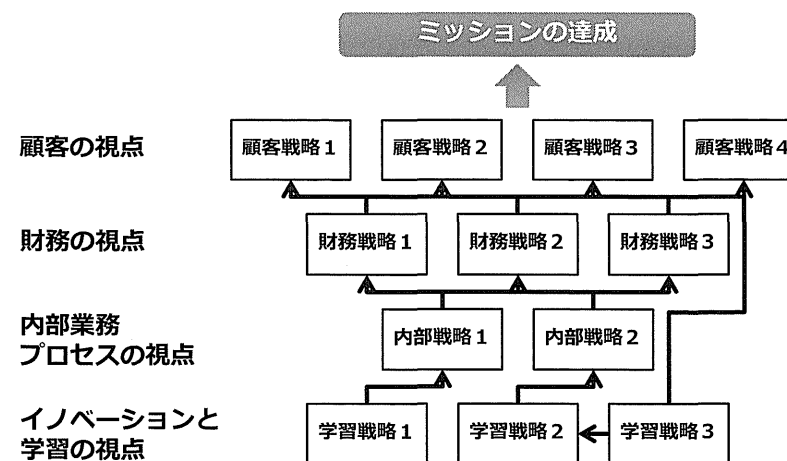 ミッションの達成
顧客の視点
顧客戦略1
顧客戦略2
顧客戦略3
顧客戦略4
財務の視点
財務戦略1
財務戦略2
財務戦略3
内部業務
プロセスの視点
内部戦略1
内部戦略2
イノベーションと
学習の視点
学習戦略1
学習戦略2
学習戦略3